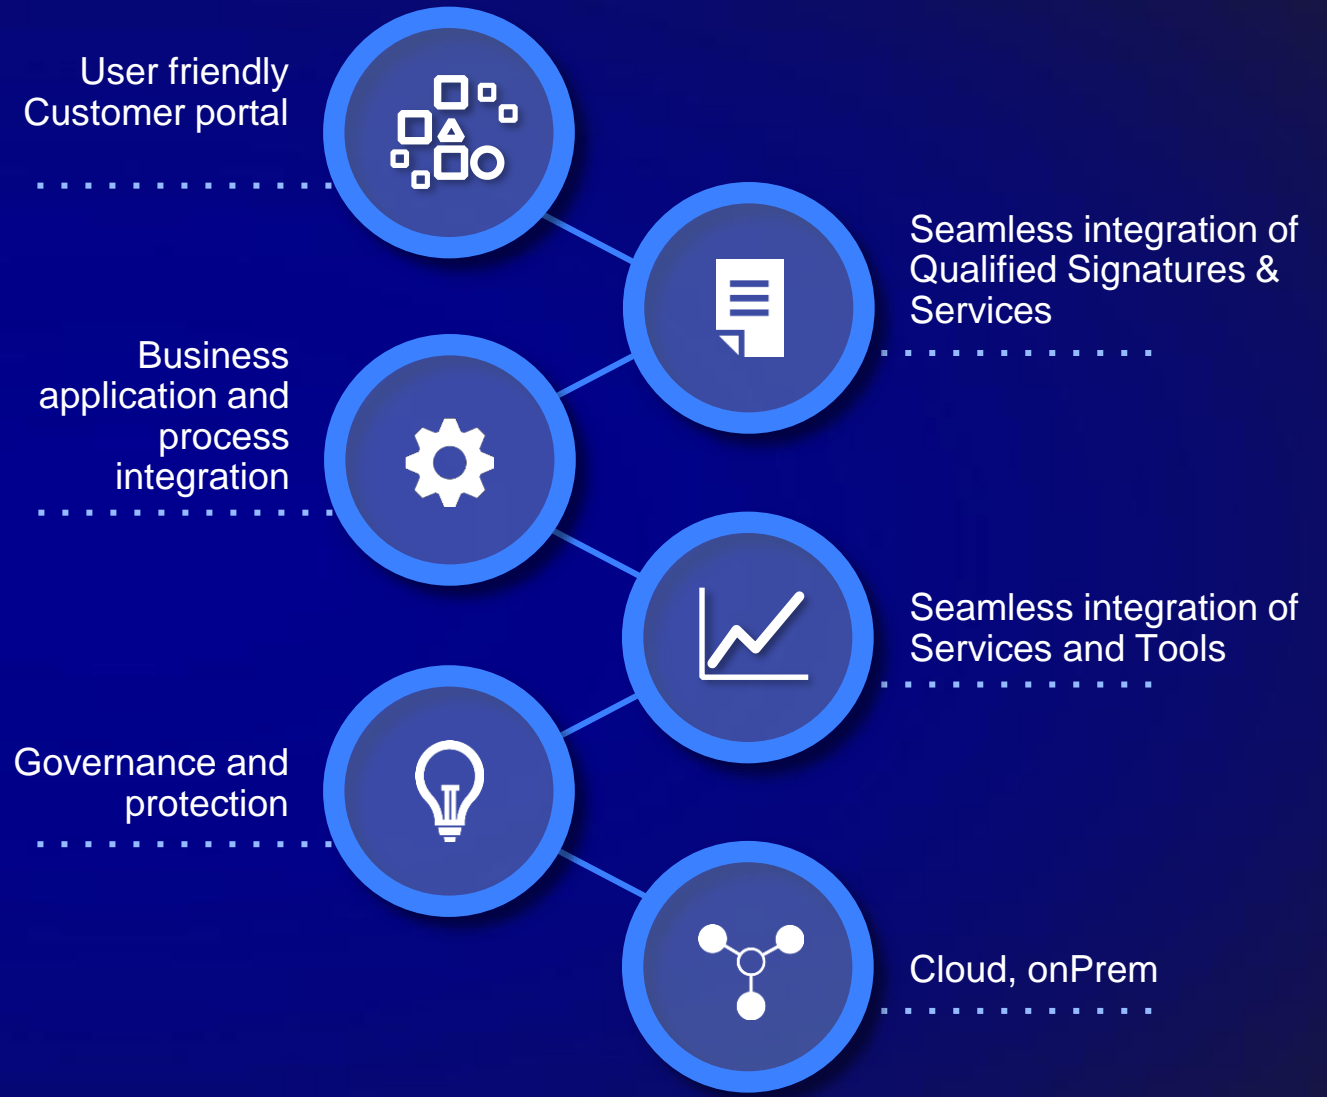 User friendly
Customer portal
Seamless integration of
Qualified Signatures &
Services
Business
application and
process
integration
Seamless integration of
Services and Tools
Governance and
protection
Cloud, onPrem